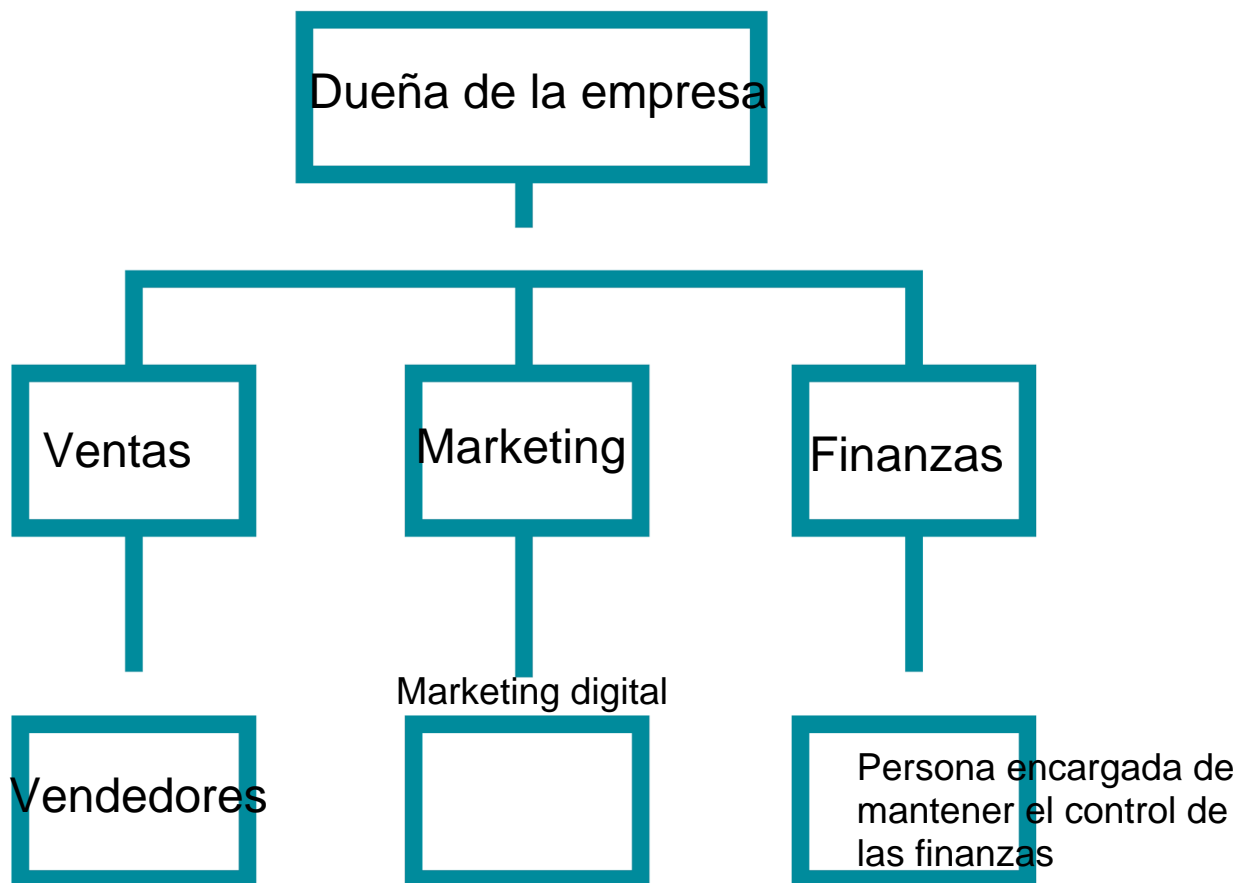 Dueña de la empresa
Ventas
Marketing
Finanzas
Marketing digital
Vendedores
Persona encargada de
mantener el control de
las finanzas